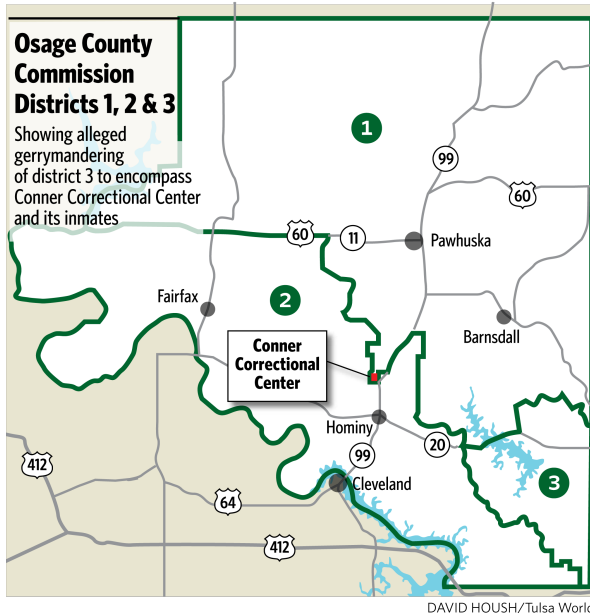 Osage County
Commission
Districts 1, 2 & 3
Showing alleged
gerrymandering
of district 3 to encompass
Conner Correctional Center
and its inmates
1
99
60
60
11
Pawhuska
Fairfax
2
Barnsdall
Conner
Correctional
Center
Hominy
20
99
412
Cleveland
3
64
412
DAVID HOUSH/Tulsa World